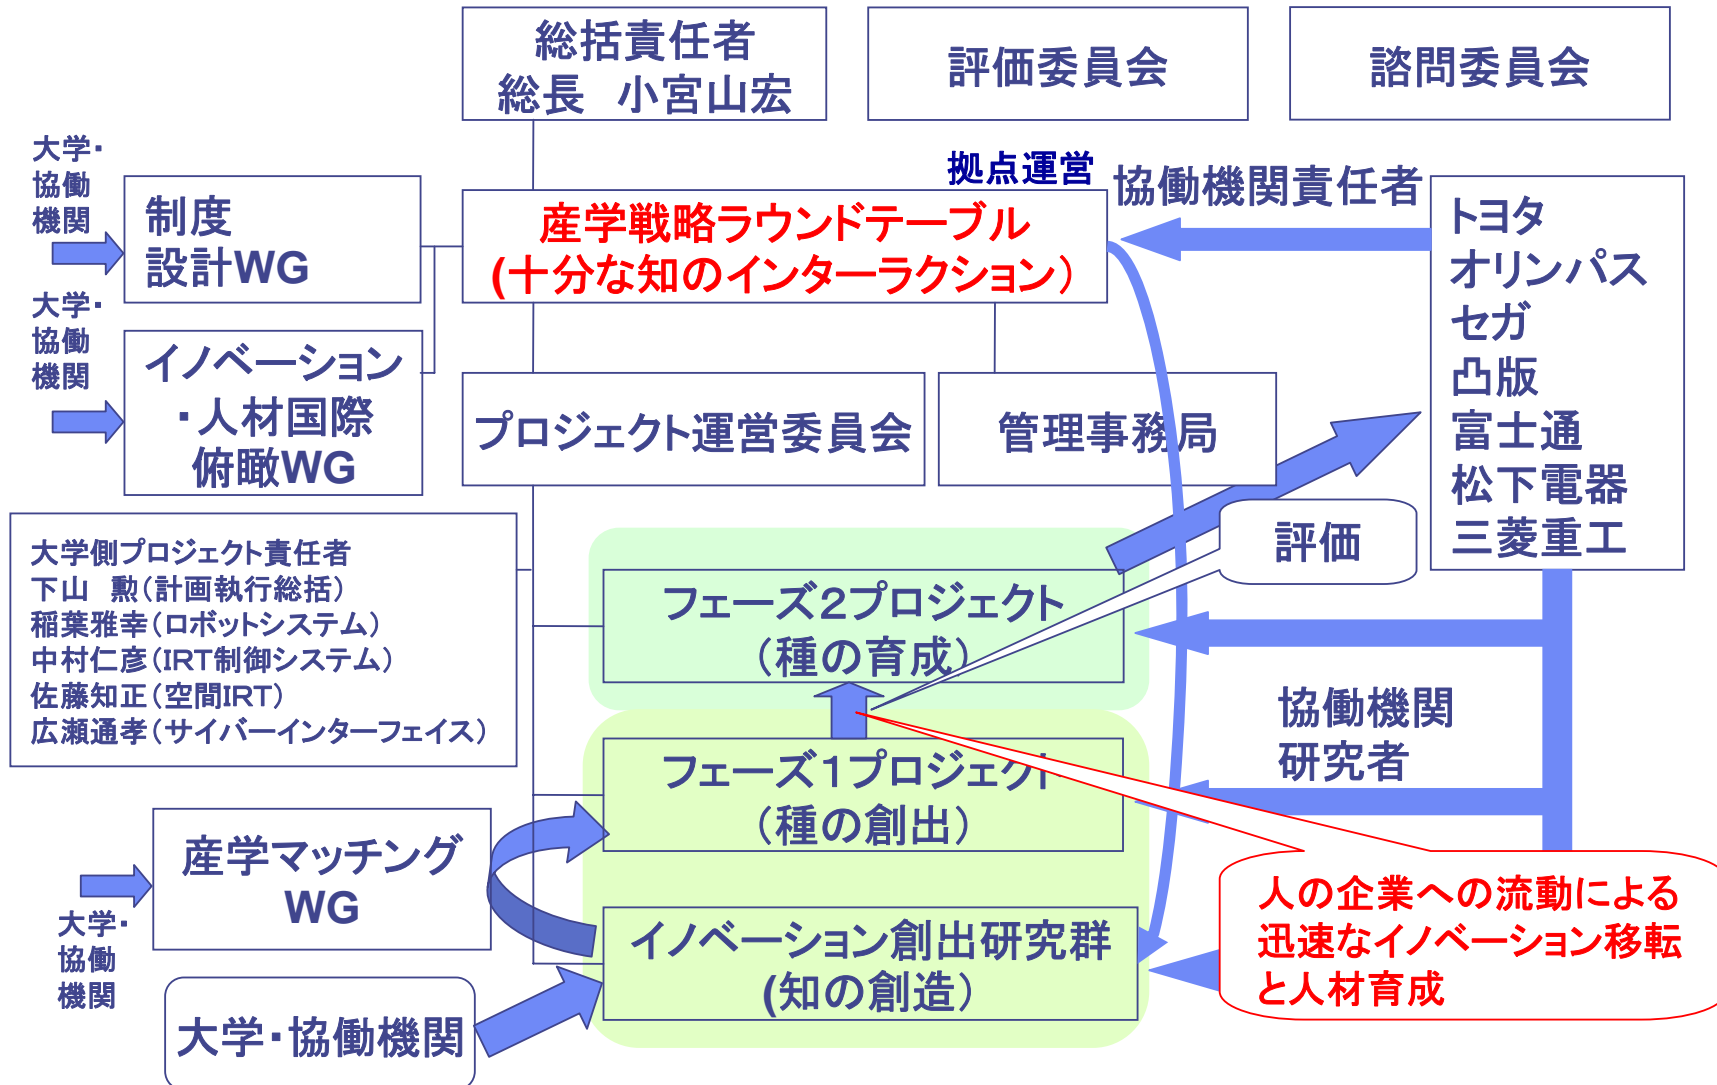 総括責任者
総長　小宮山宏
評価委員会
諮問委員会
大学・
協働
機関
制度
設計WG
拠点運営
産学戦略ラウンドテーブル
(十分な知のインターラクション）
協働機関責任者
トヨタ
オリンパス
セガ
凸版
富士通
松下電器
三菱重工
大学・
協働
機関
イノベーション
・人材国際
俯瞰WG
プロジェクト運営委員会
管理事務局
大学側プロジェクト責任者
下山　勲（計画執行総括）
稲葉雅幸（ロボットシステム）
中村仁彦（IRT制御システム）
佐藤知正（空間IRT）
広瀬通孝（サイバーインターフェイス）
評価
フェーズ２プロジェクト
（種の育成）
協働機関
研究者
フェーズ１プロジェクト
（種の創出）
産学マッチング
WG
大学・
協働
機関
イノベーション創出研究群
(知の創造）
人の企業への流動による
迅速なイノベーション移転
と人材育成
大学・協働機関